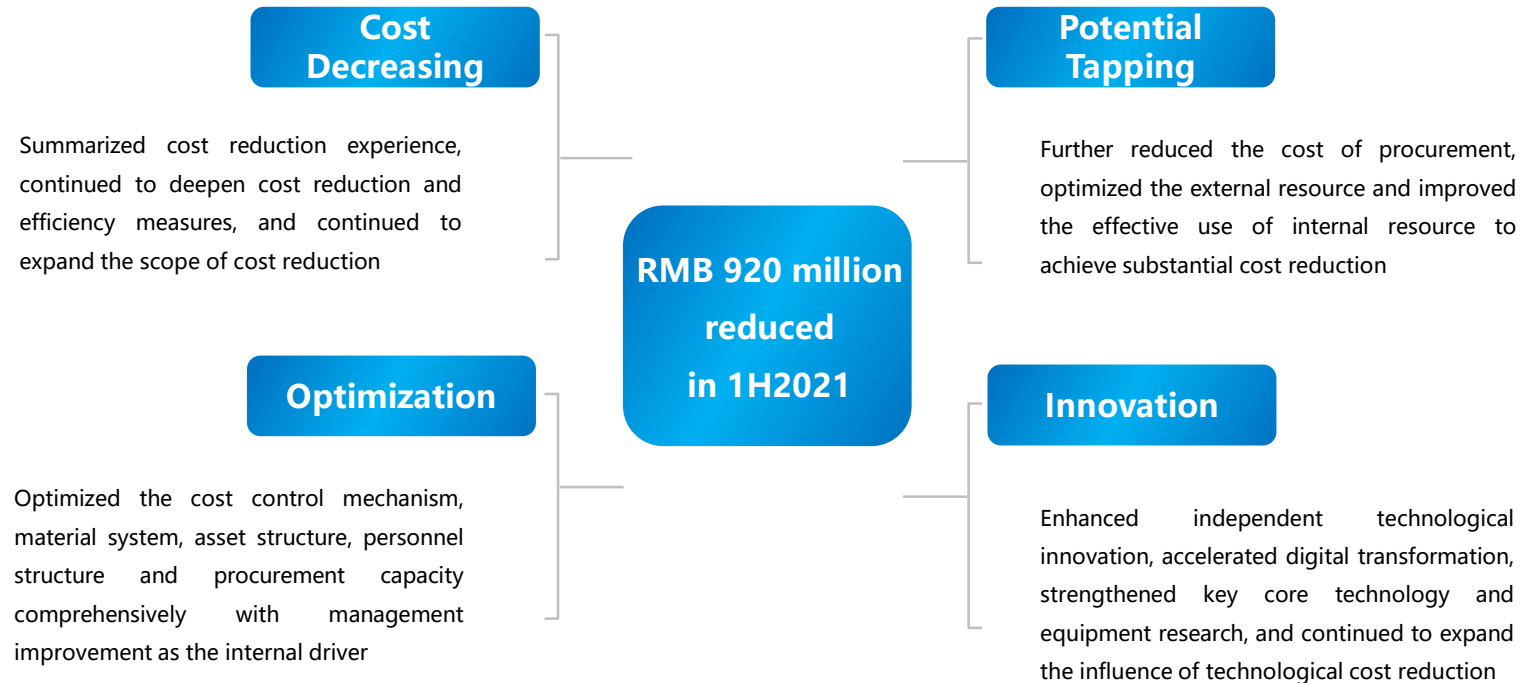 Cost
Decreasing
Summarized cost reduction experience,
continued to deepen cost reduction and
efficiency measures, and continued to
expand the scope of cost reduction
Potential
Tapping
Further reduced the cost of procurement,
optimized the external resource and improved
the effective use of internal resource to
achieve substantial cost reduction
RMB 920 million
reduced
in 1H2021
Optimization
Optimized the cost control mechanism,
material system, asset structure, personnel
structure and procurement capacity
comprehensively with management
improvement as the internal driver
Innovation
Enhanced independent technological
innovation, accelerated digital transformation,
strengthened key core technology and
equipment research, and continued to expand
the influence of technological cost reduction